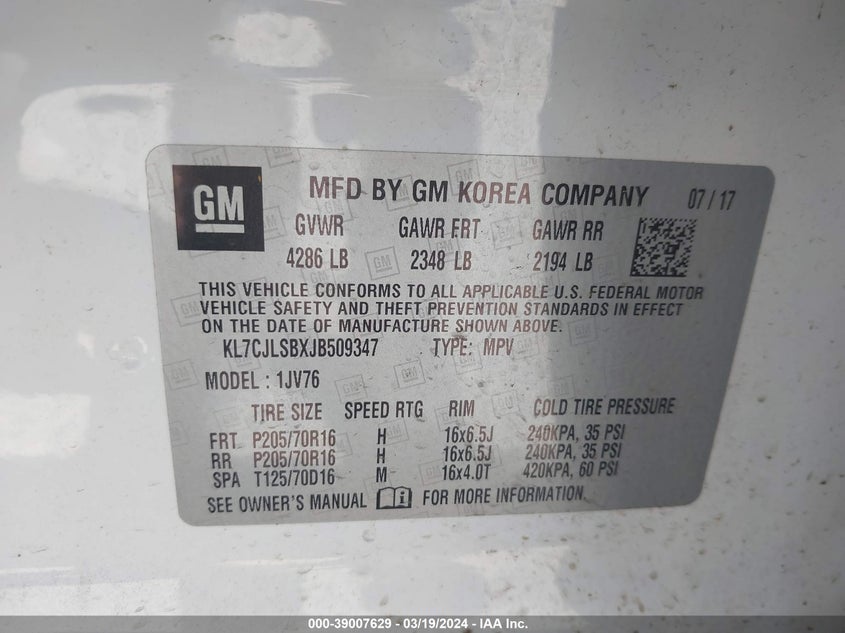 GM MFD BY GM KOREA COMPANY 07/17
GVWR GAWR FRT GAWR RR
4286 LB 2348 LB 2194 LB
THIS VEHICLE CONFORMS TO ALL APPLICABLE U.S. FEDERAL MOTOR
VEHICLE SAFETY AND THEFT PREVENTION STANDARDS IN EFFECT
ON THE DATE OF MANUFACTURE SHOWN ABOVE.
KL7CJLSBXJB509347 TYPE: MPV
MODEL : 1JV76
TIRE SIZE SPEED RTG RIM COLD TIRE PRESSURE
FRT P205/70R16 H 16x6.5J 240KPA, 35 PSI
RR P205/70R16 H 16x6.5J 240KPA, 35 PSI
SPA T125/70D16 M 16x4.0T 420KPA, 60 PSI
SEE OWNER'S MANUAL FOR MORE INFORMATION.
000-39007629 - 03/19/2024 - IAA Inc.